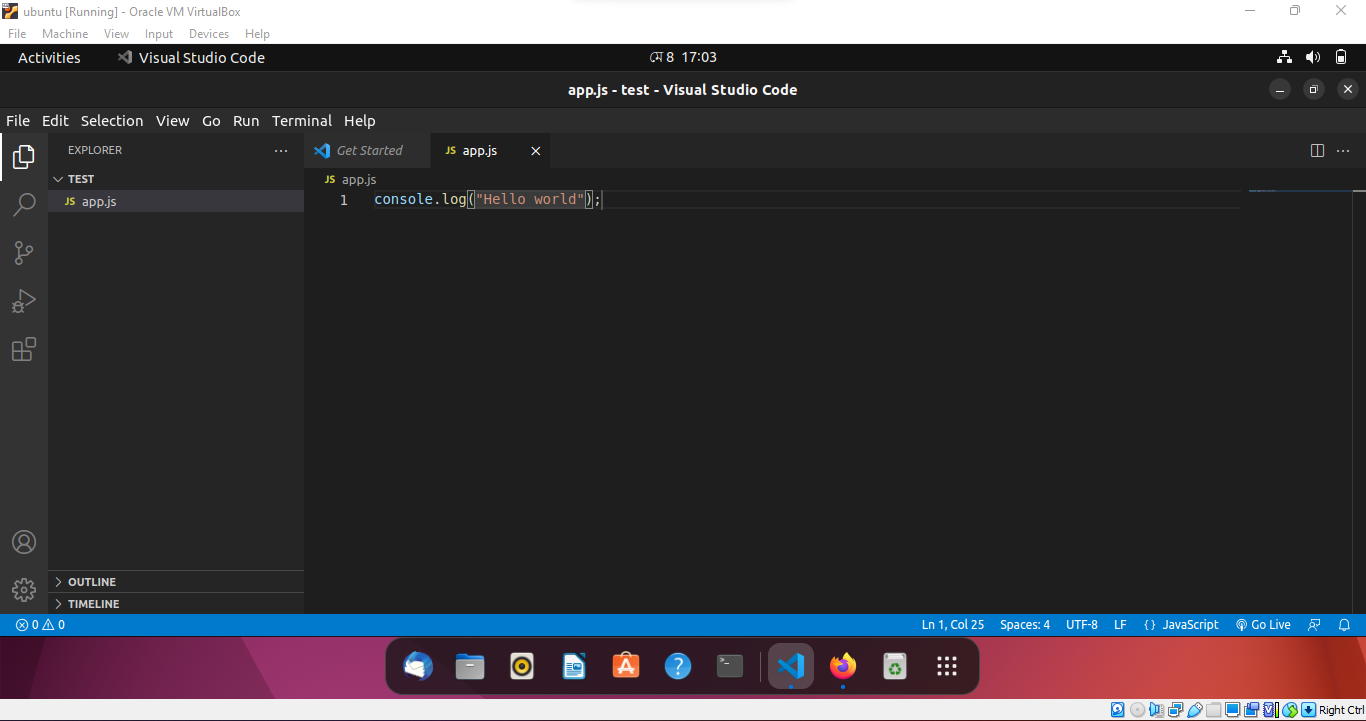 ubuntu [Running] - Oracle VM VirtualBox
File Machine View Input Devices Help
Activities Visual Studio Code মে 8 17:03
app.js - test - Visual Studio Code
File Edit Selection View Go Run Terminal Help
EXPLORER
Get Started JS app.js
TEST
JS app.js
JS app.js
1 console.log("Hello world");
OUTLINE
TIMELINE
0 0 Ln 1, Col 25 Spaces: 4 UTF-8 LF {} JavaScript Go Live
Right Ctrl